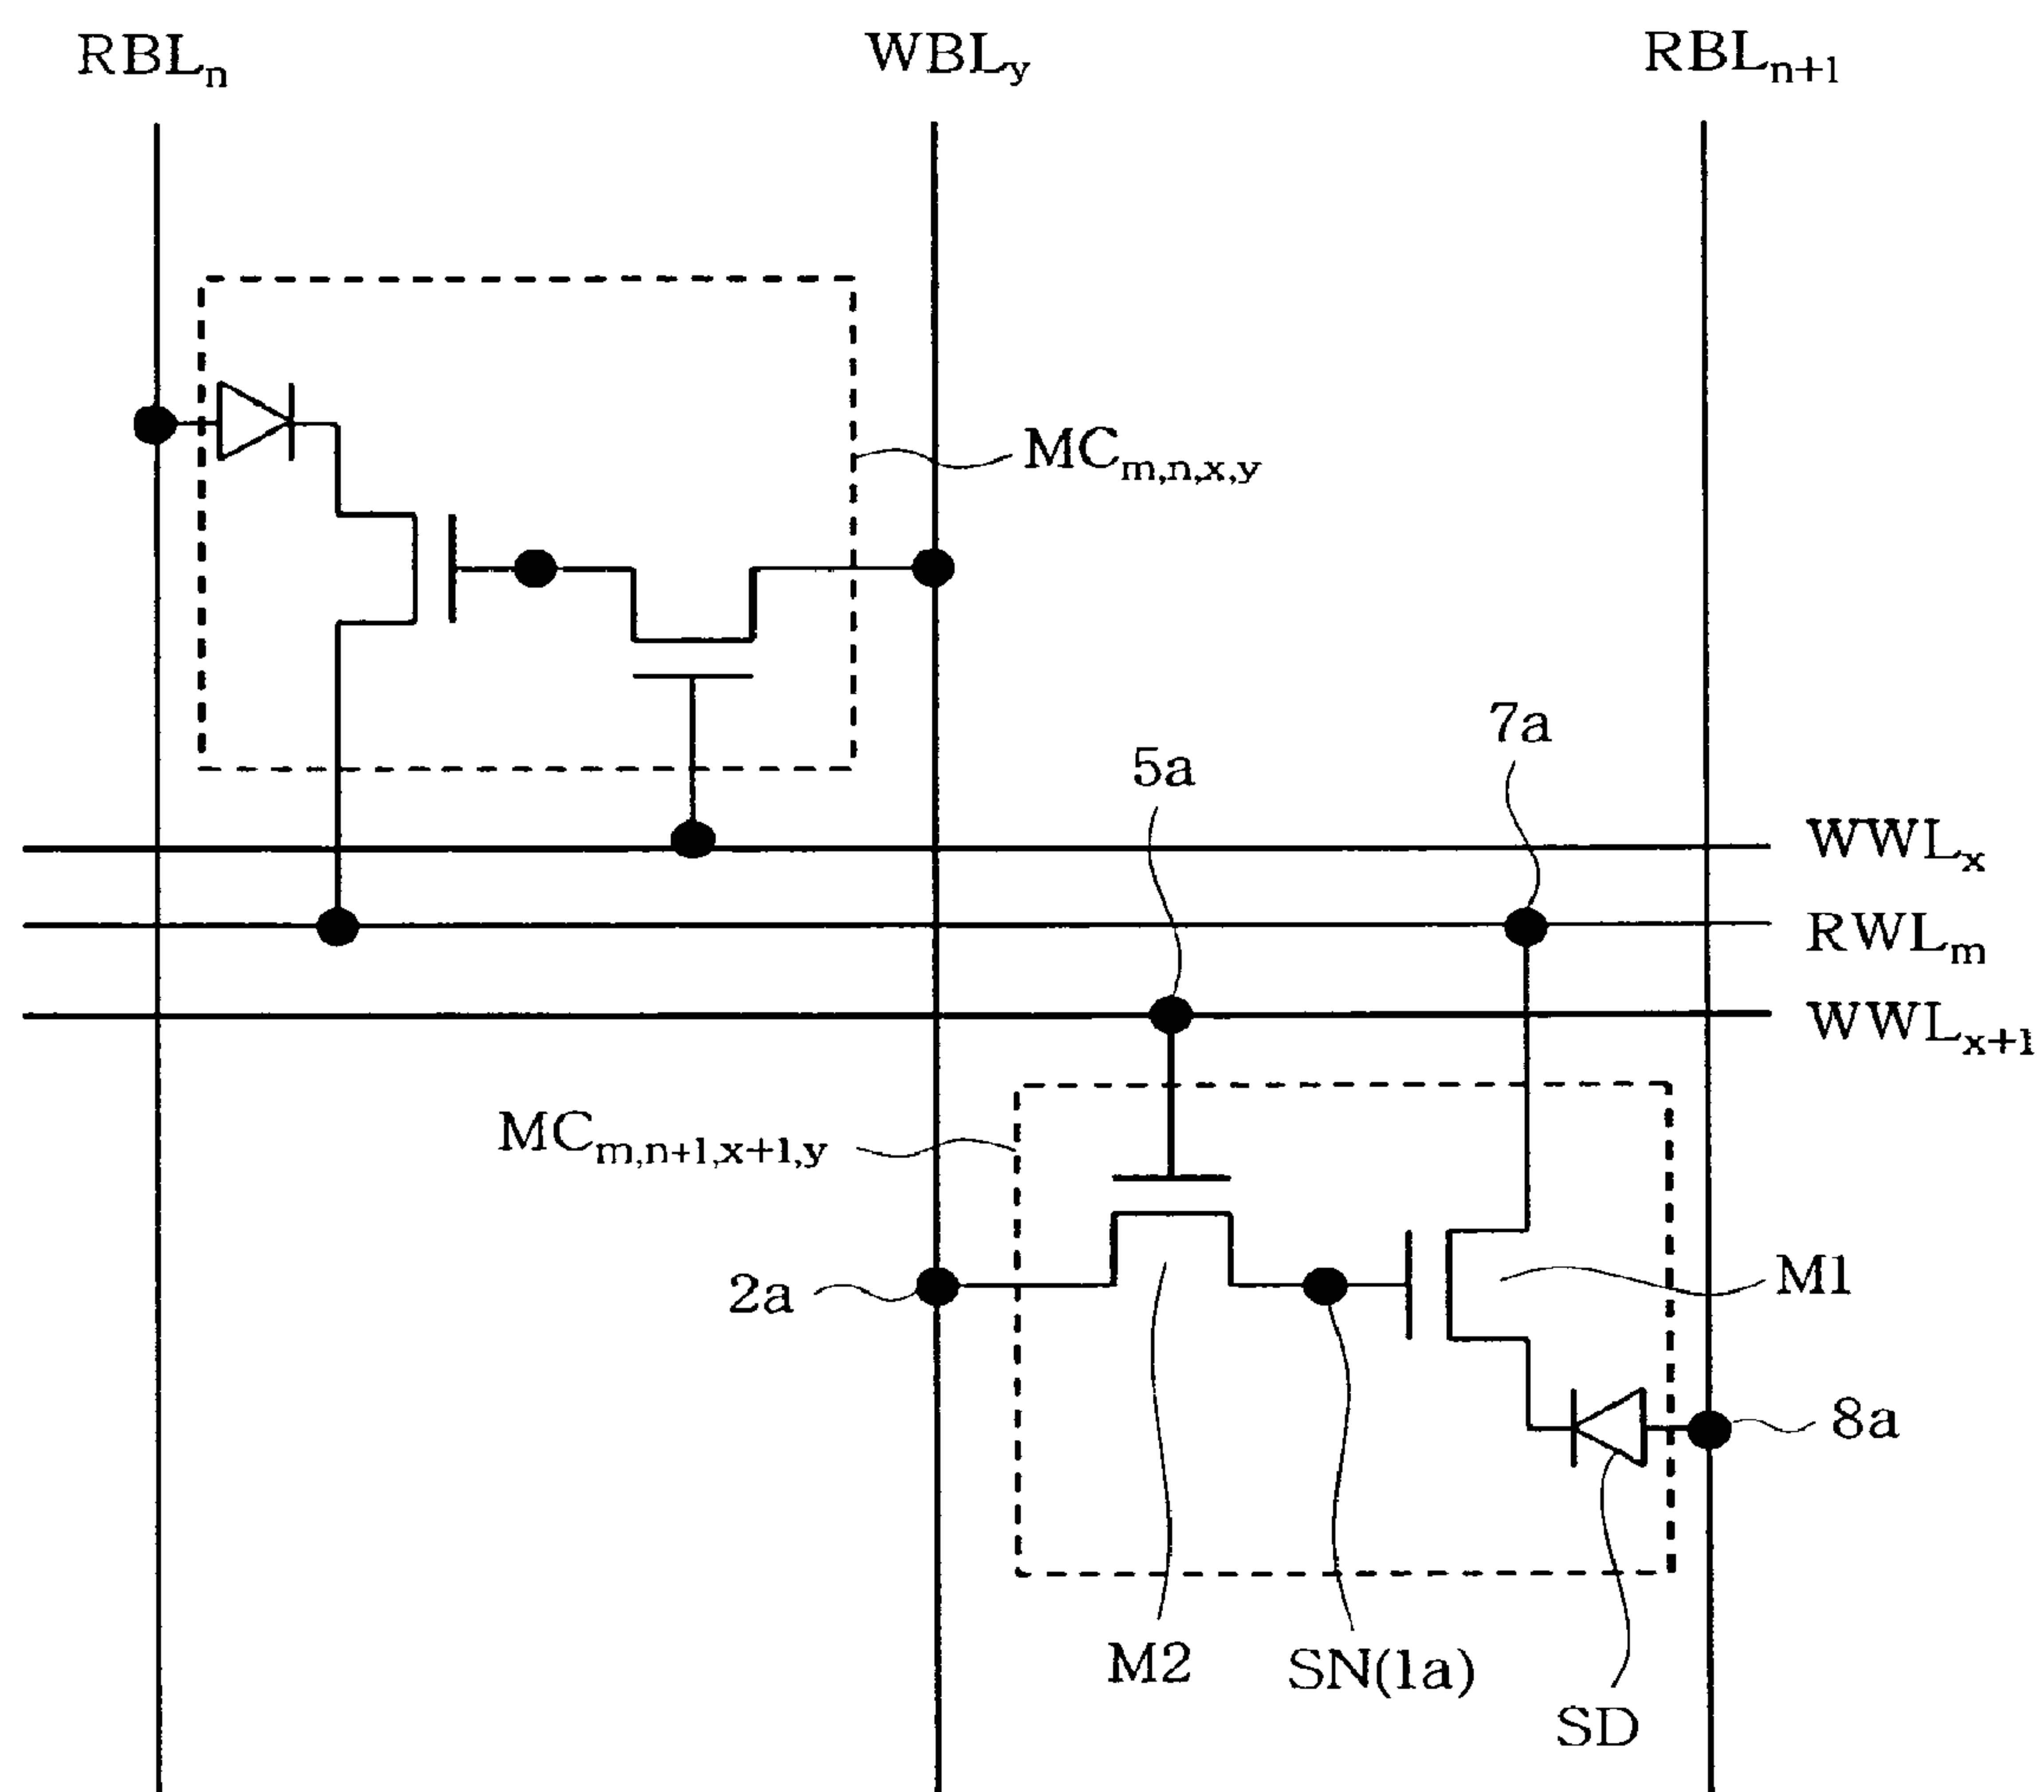 RBLn
WBLy
RBLn+1
MCm,n,x,y
7a
5a
WWLx
RWLm
WWLx+1
MCm,n+1,x+1,y
M1
2a
8a
M2
SN(1a)
SD